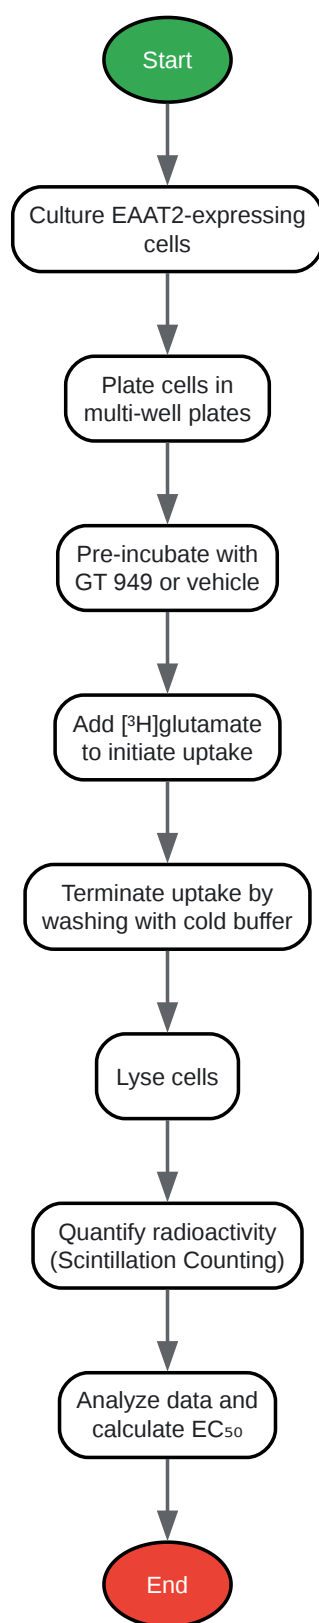 Start
Culture EAAT2-expressing
cells
Plate cells in
multi-well plates
Pre-incubate with
GT 949 or vehicle
Add [³H]glutamate
to initiate uptake
Terminate uptake by
washing with cold buffer
Lyse cells
Quantify radioactivity
(Scintillation Counting)
Analyze data and
calculate EC₅₀
End